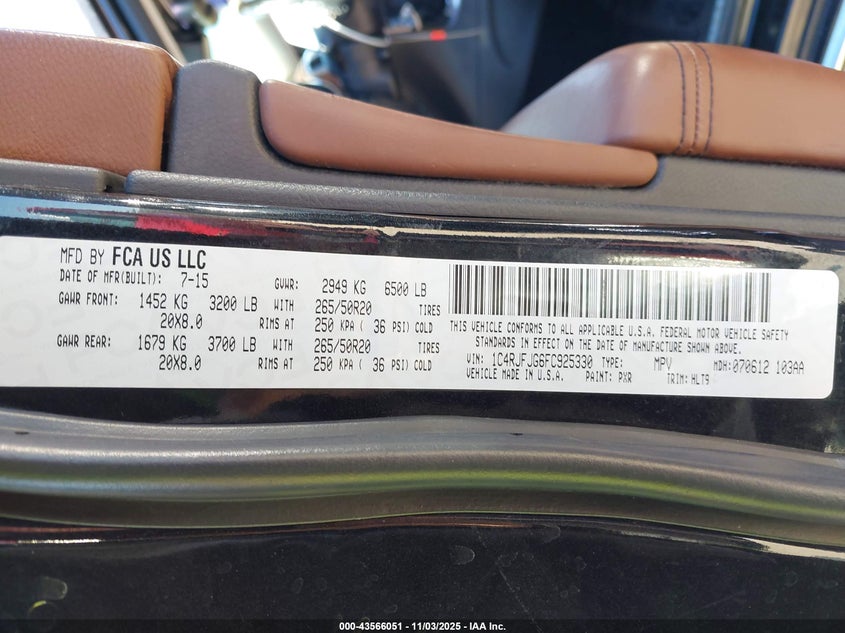 MFD BY FCA US LLC
DATE OF MFR(BUILT): 7-15 GVWR: 2949 KG 6500 LB
GAWR FRONT: 1452 KG 3200 LB WITH 265/50R20 TIRES
20X8.0 RIMS AT 250 KPA ( 36 PSI) COLD
GAWR REAR: 1679 KG 3700 LB WITH 265/50R20 TIRES
20X8.0 RIMS AT 250 KPA ( 36 PSI) COLD
THIS VEHICLE CONFORMS TO ALL APPLICABLE U.S.A. FEDERAL MOTOR VEHICLE SAFETY
STANDARDS IN EFFECT ON THE DATE OF MANUFACTURE SHOWN ABOVE.
VIN: 1C4RJFJG6FC925330 TYPE: MPV MDH: 070612 103AA
VEHICLE MADE IN U.S.A. PAINT: PXR TRIM: HLT9
000-43566051 - 11/03/2025 - IAA Inc.